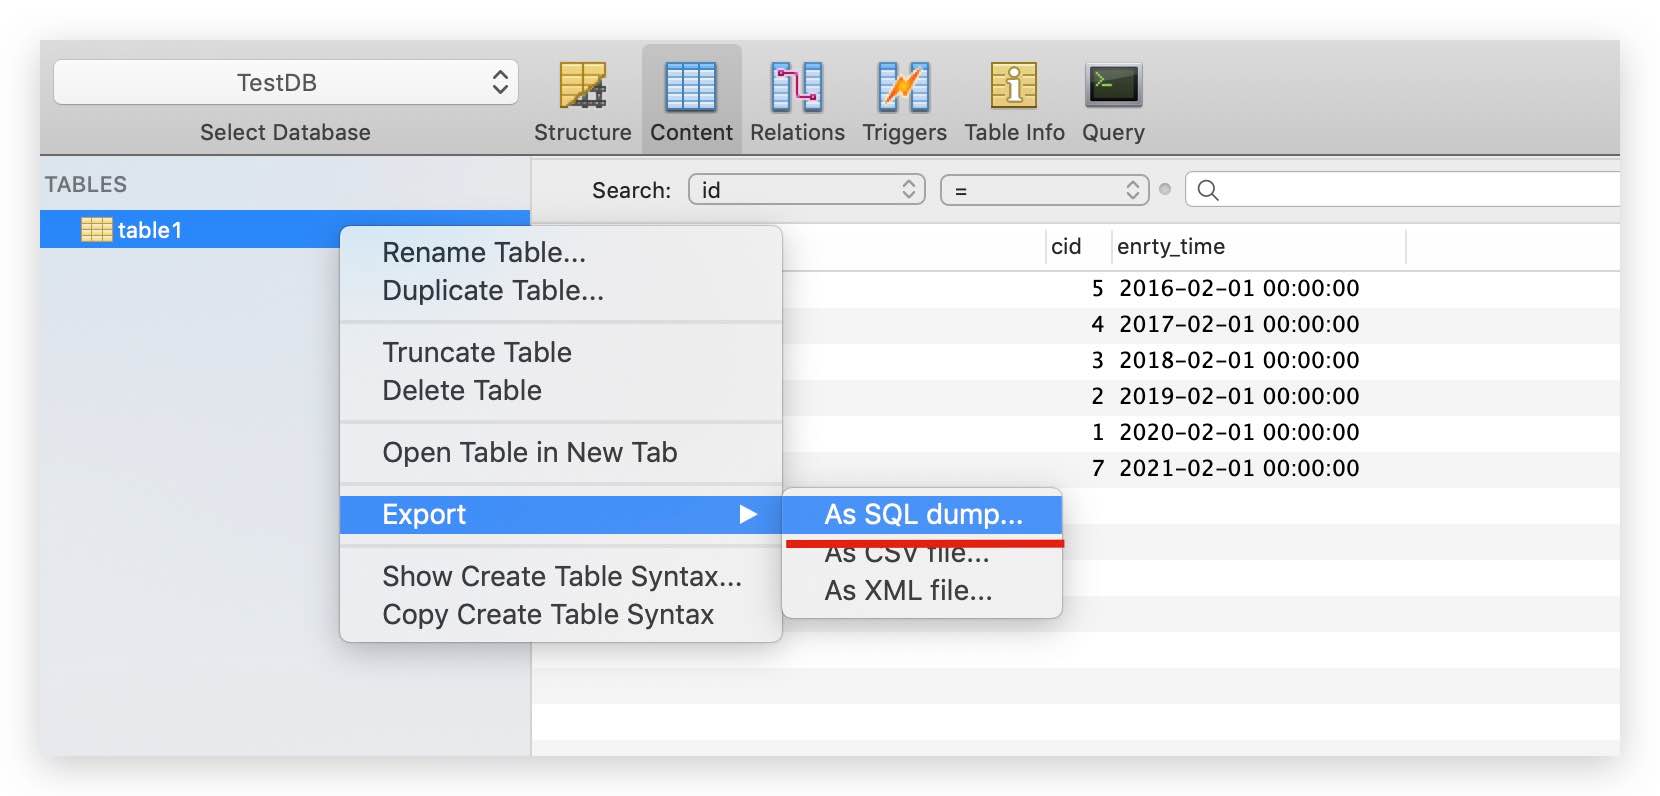 TestDB
Select Database
Structure Content Relations Triggers Table Info Query
TABLES
table1
Search: id =
cid enrty_time
5 2016-02-01 00:00:00
4 2017-02-01 00:00:00
3 2018-02-01 00:00:00
2 2019-02-01 00:00:00
1 2020-02-01 00:00:00
7 2021-02-01 00:00:00
Rename Table...
Duplicate Table...
Truncate Table
Delete Table
Open Table in New Tab
Export
Show Create Table Syntax...
Copy Create Table Syntax
As SQL dump...
As CSV file...
As XML file...